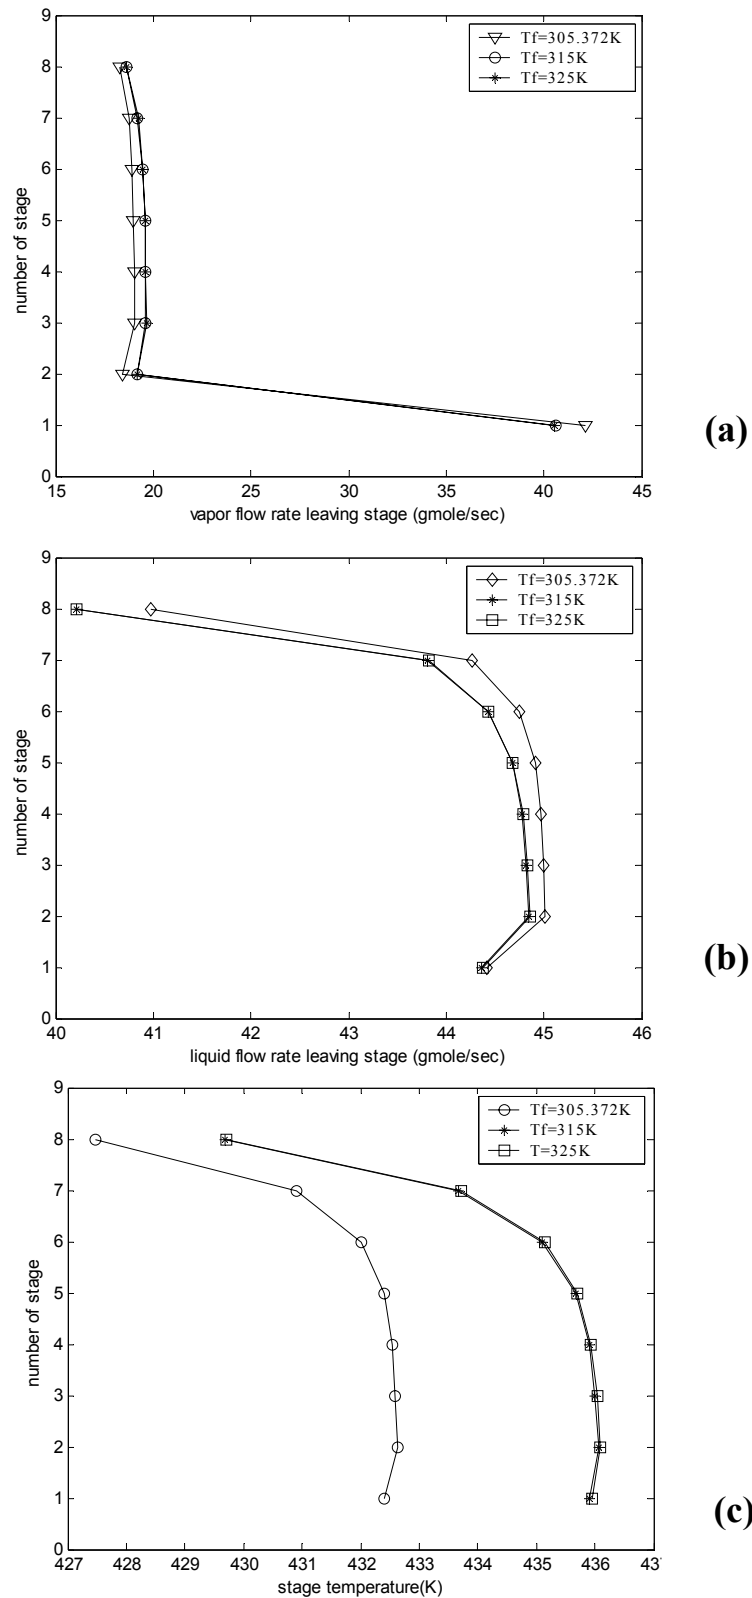 9
8
7
6
5
4
3
2
1
0
number of stage
Tf=305.372K
Tf=315K
Tf=325K
15 20 25 30 35 40 45
vapor flow rate leaving stage (gmole/sec)
(a)
9
8
7
6
5
4
3
2
1
0
number of stage
Tf=305.372K
Tf=315K
Tf=325K
40 41 42 43 44 45 46
liquid flow rate leaving stage (gmole/sec)
(b)
9
8
7
6
5
4
3
2
1
0
number of stage
Tf=305.372K
Tf=315K
T=325K
427 428 429 430 431 432 433 434 435 436
stage temperature(K)
(c)